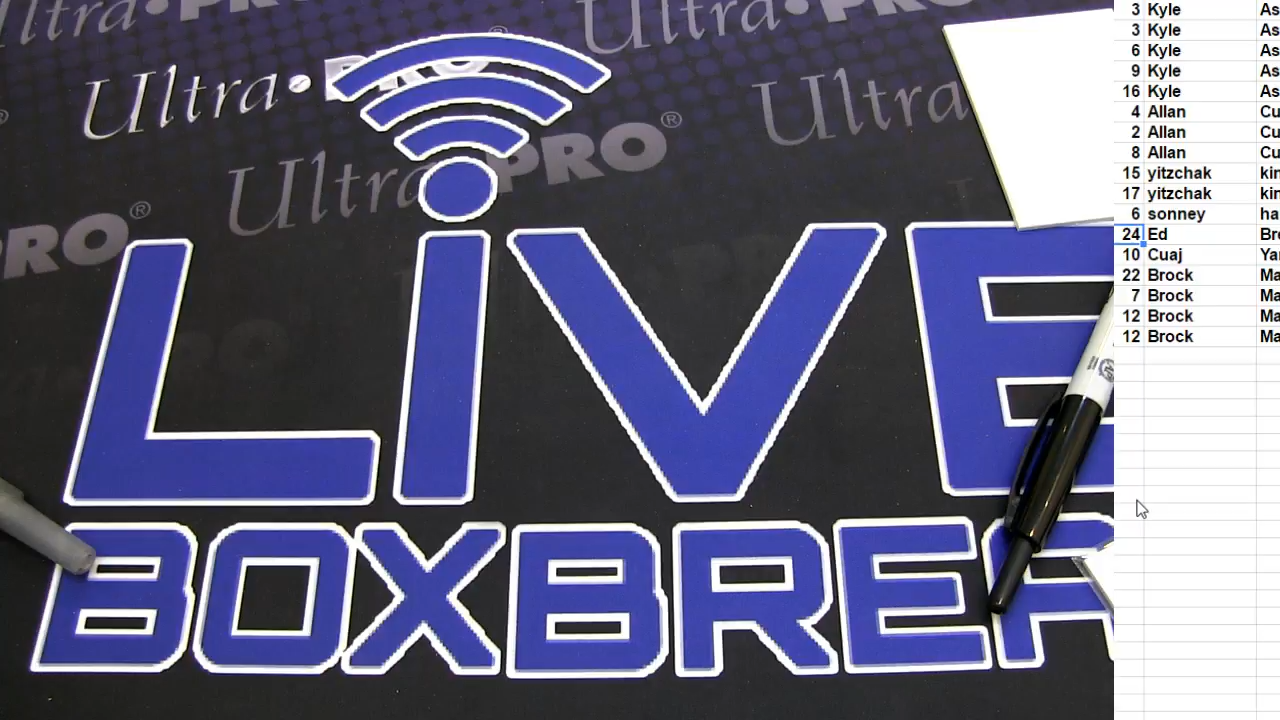 Ultra•PRO
Ultra•PRO
Ultra•PRO®
Ultra
PRO®
LiVE
BOXBREA
3 Kyle As
3 Kyle As
6 Kyle As
9 Kyle As
16 Kyle As
4 Allan Cu
2 Allan Cu
8 Allan Cu
15 yitzchak kin
17 yitzchak kin
6 sonney ha
24 Ed Bro
10 Cuaj Yar
22 Brock Ma
7 Brock Ma
12 Brock Ma
12 Brock Ma